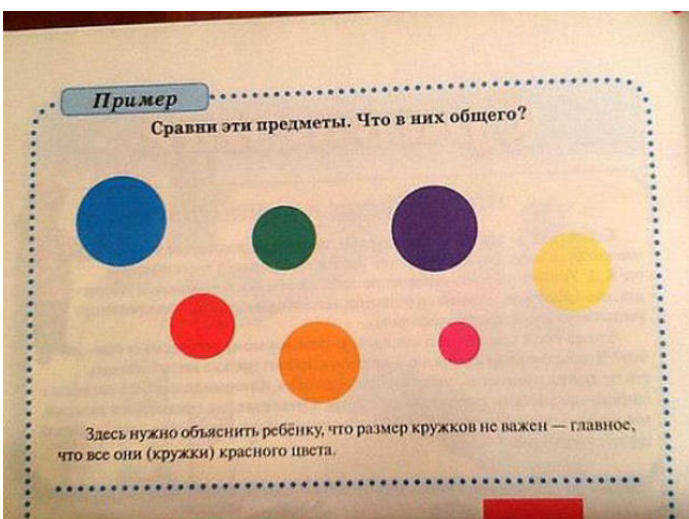 Пример
Сравни эти предметы. Что в них общего?
Здесь нужно объяснить ребёнку, что размер кружков не важен — главное,
что все они (кружки) красного цвета.